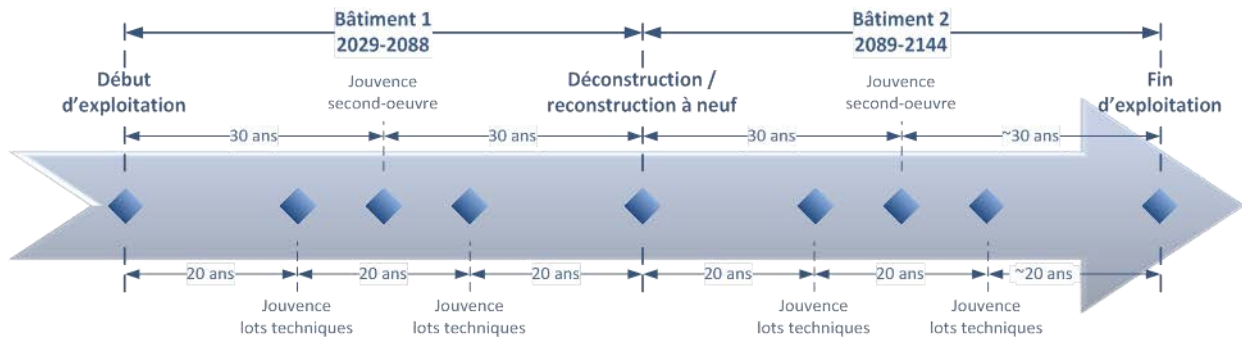 Bâtiment 1
2029-2088
Bâtiment 2
2089-2144
Début
d'exploitation
Jouvence
second-oeuvre
Déconstruction /
reconstruction à neuf
Jouvence
second-oeuvre
Fin
d'exploitation
30 ans
30 ans
30 ans
~30 ans
20 ans
20 ans
20 ans
20 ans
20 ans
~20 ans
Jouvence
lots techniques
Jouvence
lots techniques
Jouvence
lots techniques
Jouvence
lots techniques